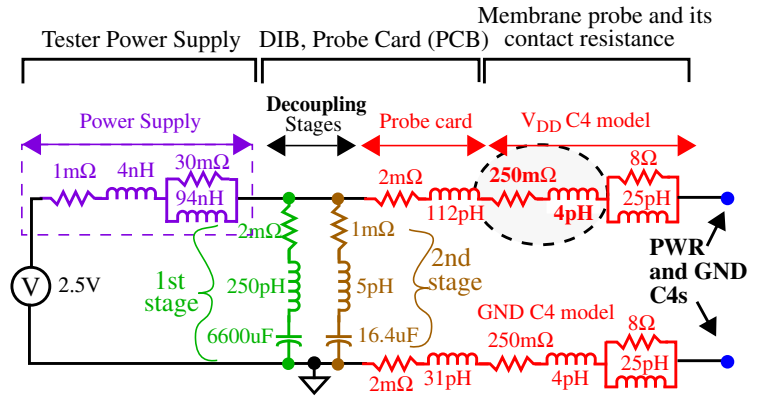 Membrane probe and its
Tester Power Supply DIB, Probe Card (PCB) contact resistance
Decoupling
Stages
Power Supply
Probe card
V_DD C4 model
1mΩ
4nH
30mΩ
94nH
2mΩ
112pH
250mΩ
4pH
8Ω
25pH
2mΩ
250pH
6600uF
1st
stage
1mΩ
5pH
16.4uF
2nd
stage
V
2.5V
PWR
and GND
C4s
GND C4 model
2mΩ
31pH
250mΩ
4pH
8Ω
25pH